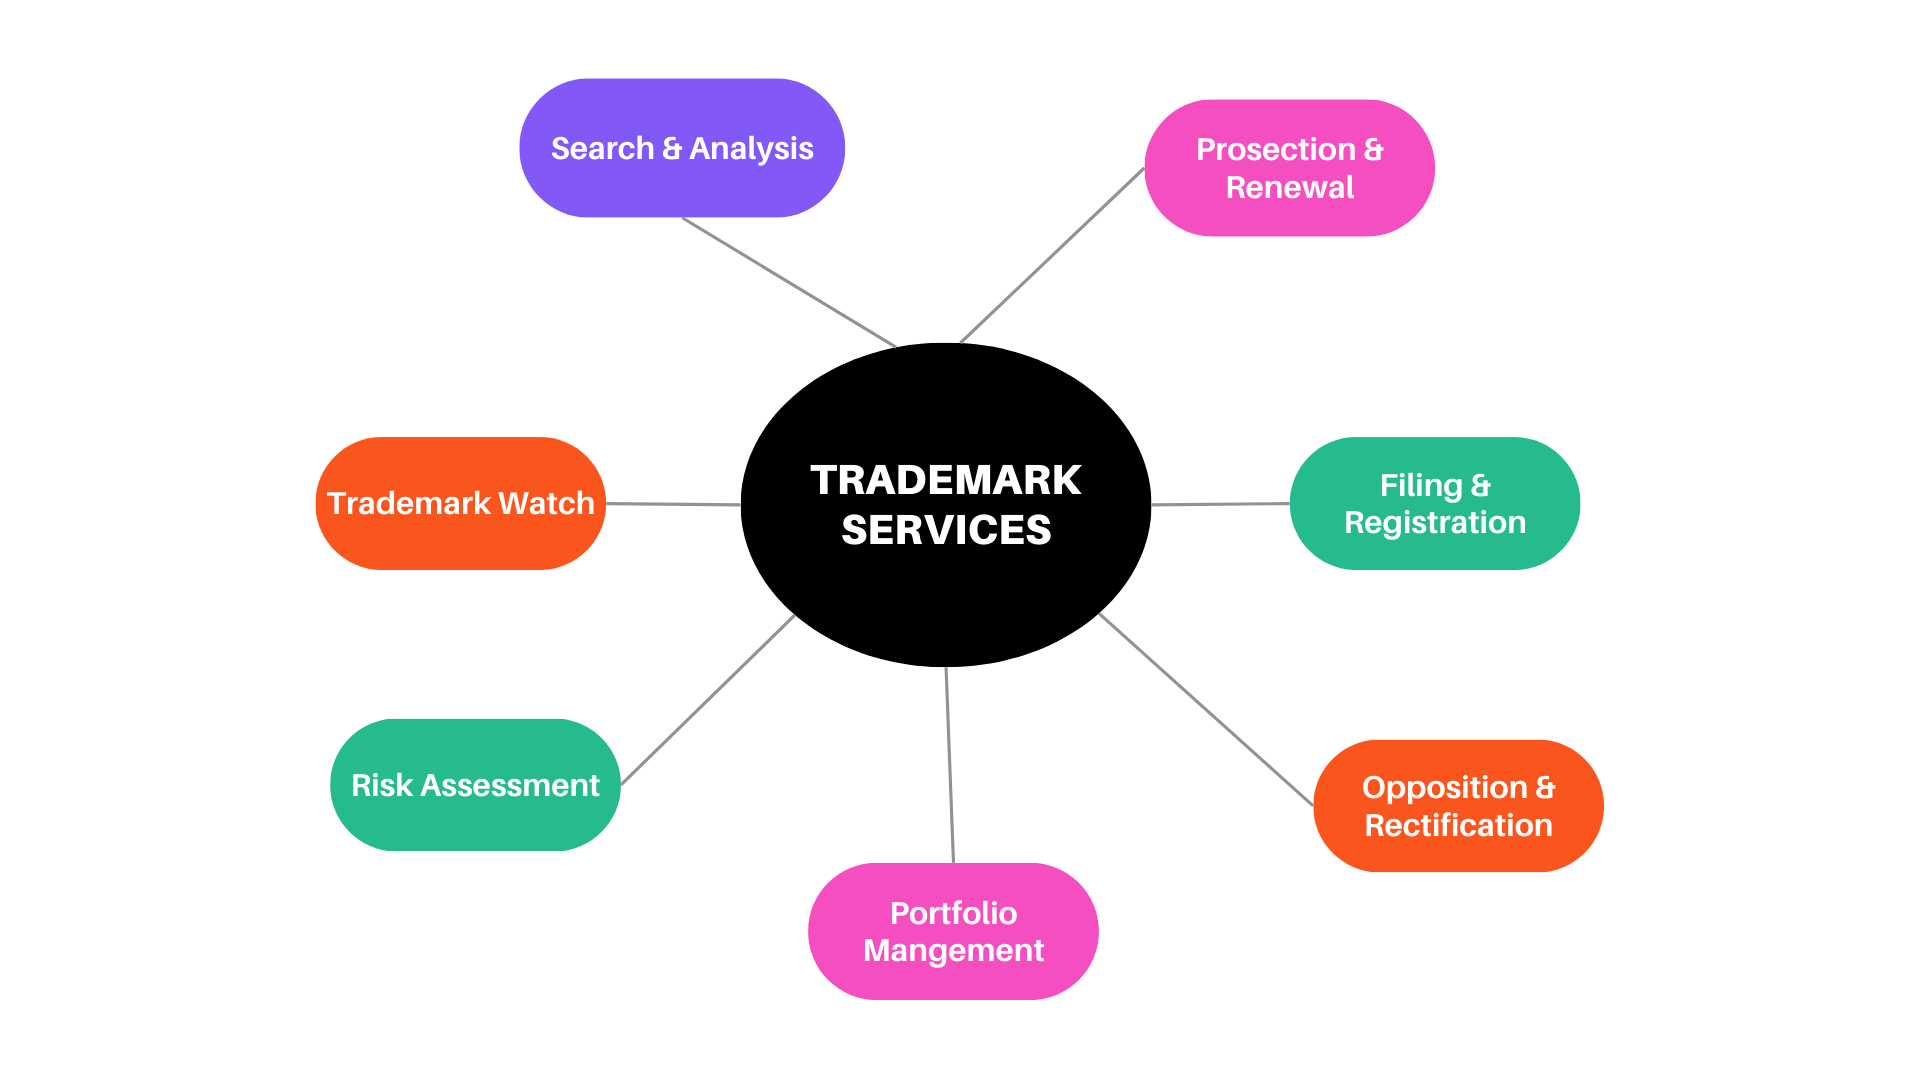 Search & Analysis
Prosection &
Renewal
Trademark Watch
TRADEMARK
SERVICES
Filing &
Registration
Risk Assessment
Opposition &
Rectification
Portfolio
Mangement